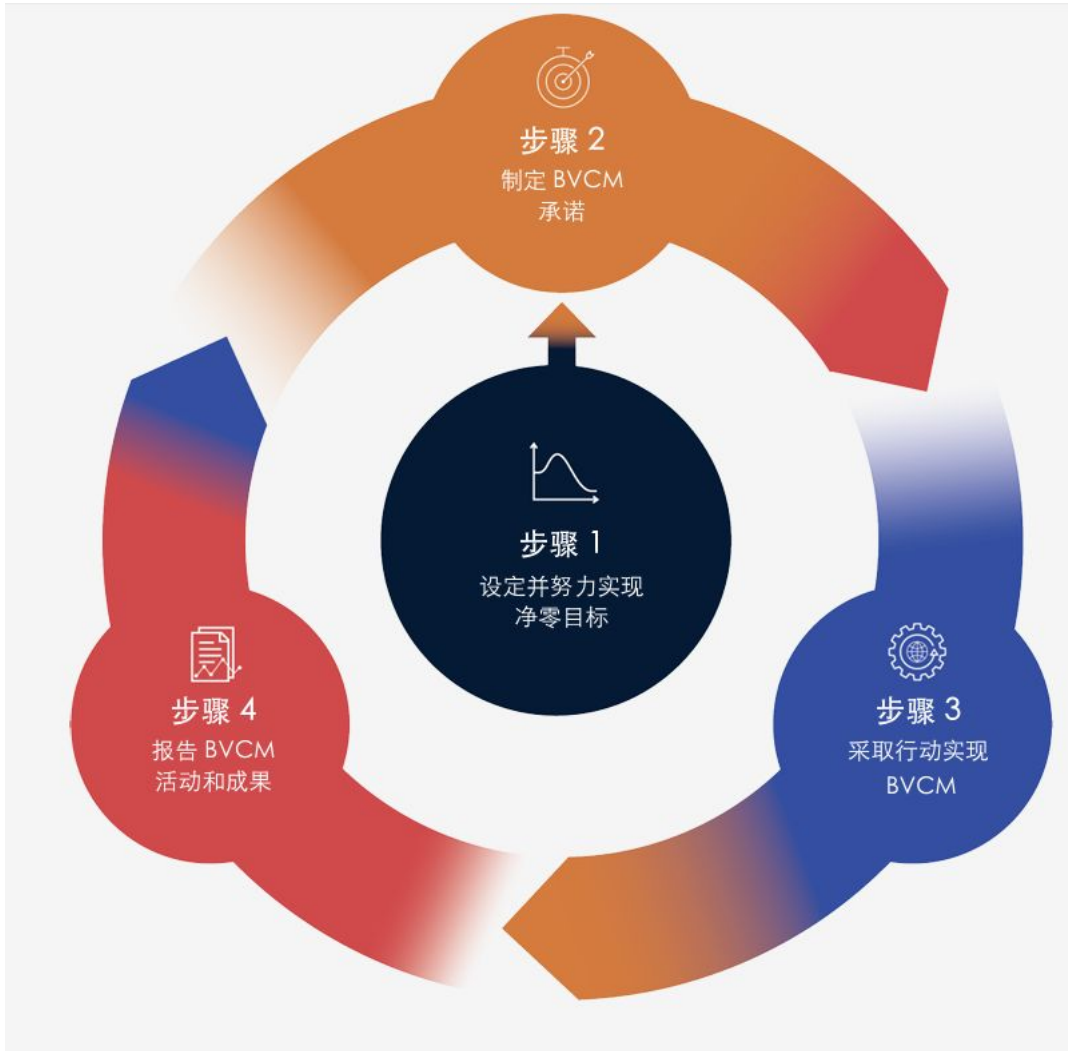 步骤 2
制定 BVCM
承诺
步骤 1
设定并努力实现
净零目标
步骤 4
报告 BVCM
活动和成果
步骤 3
采取行动实现
BVCM